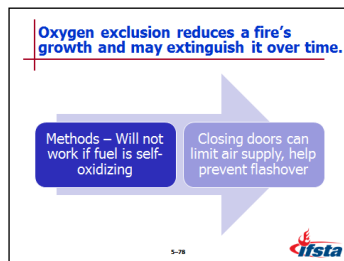 Oxygen exclusion reduces a fire's
growth and may extinguish it over time.
Methods – Will not
work if fuel is self-
oxidizing
Closing doors can
limit air supply, help
prevent flashover
5–78
ifsta